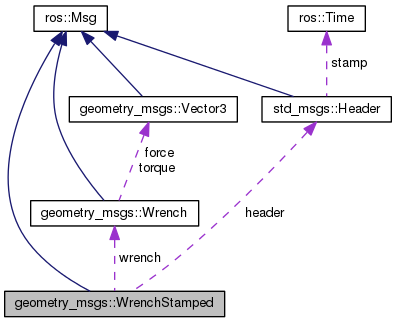 ros::Msg
ros::Time
stamp
geometry_msgs::Vector3
std_msgs::Header
force
torque
geometry_msgs::Wrench
header
wrench
geometry_msgs::WrenchStamped